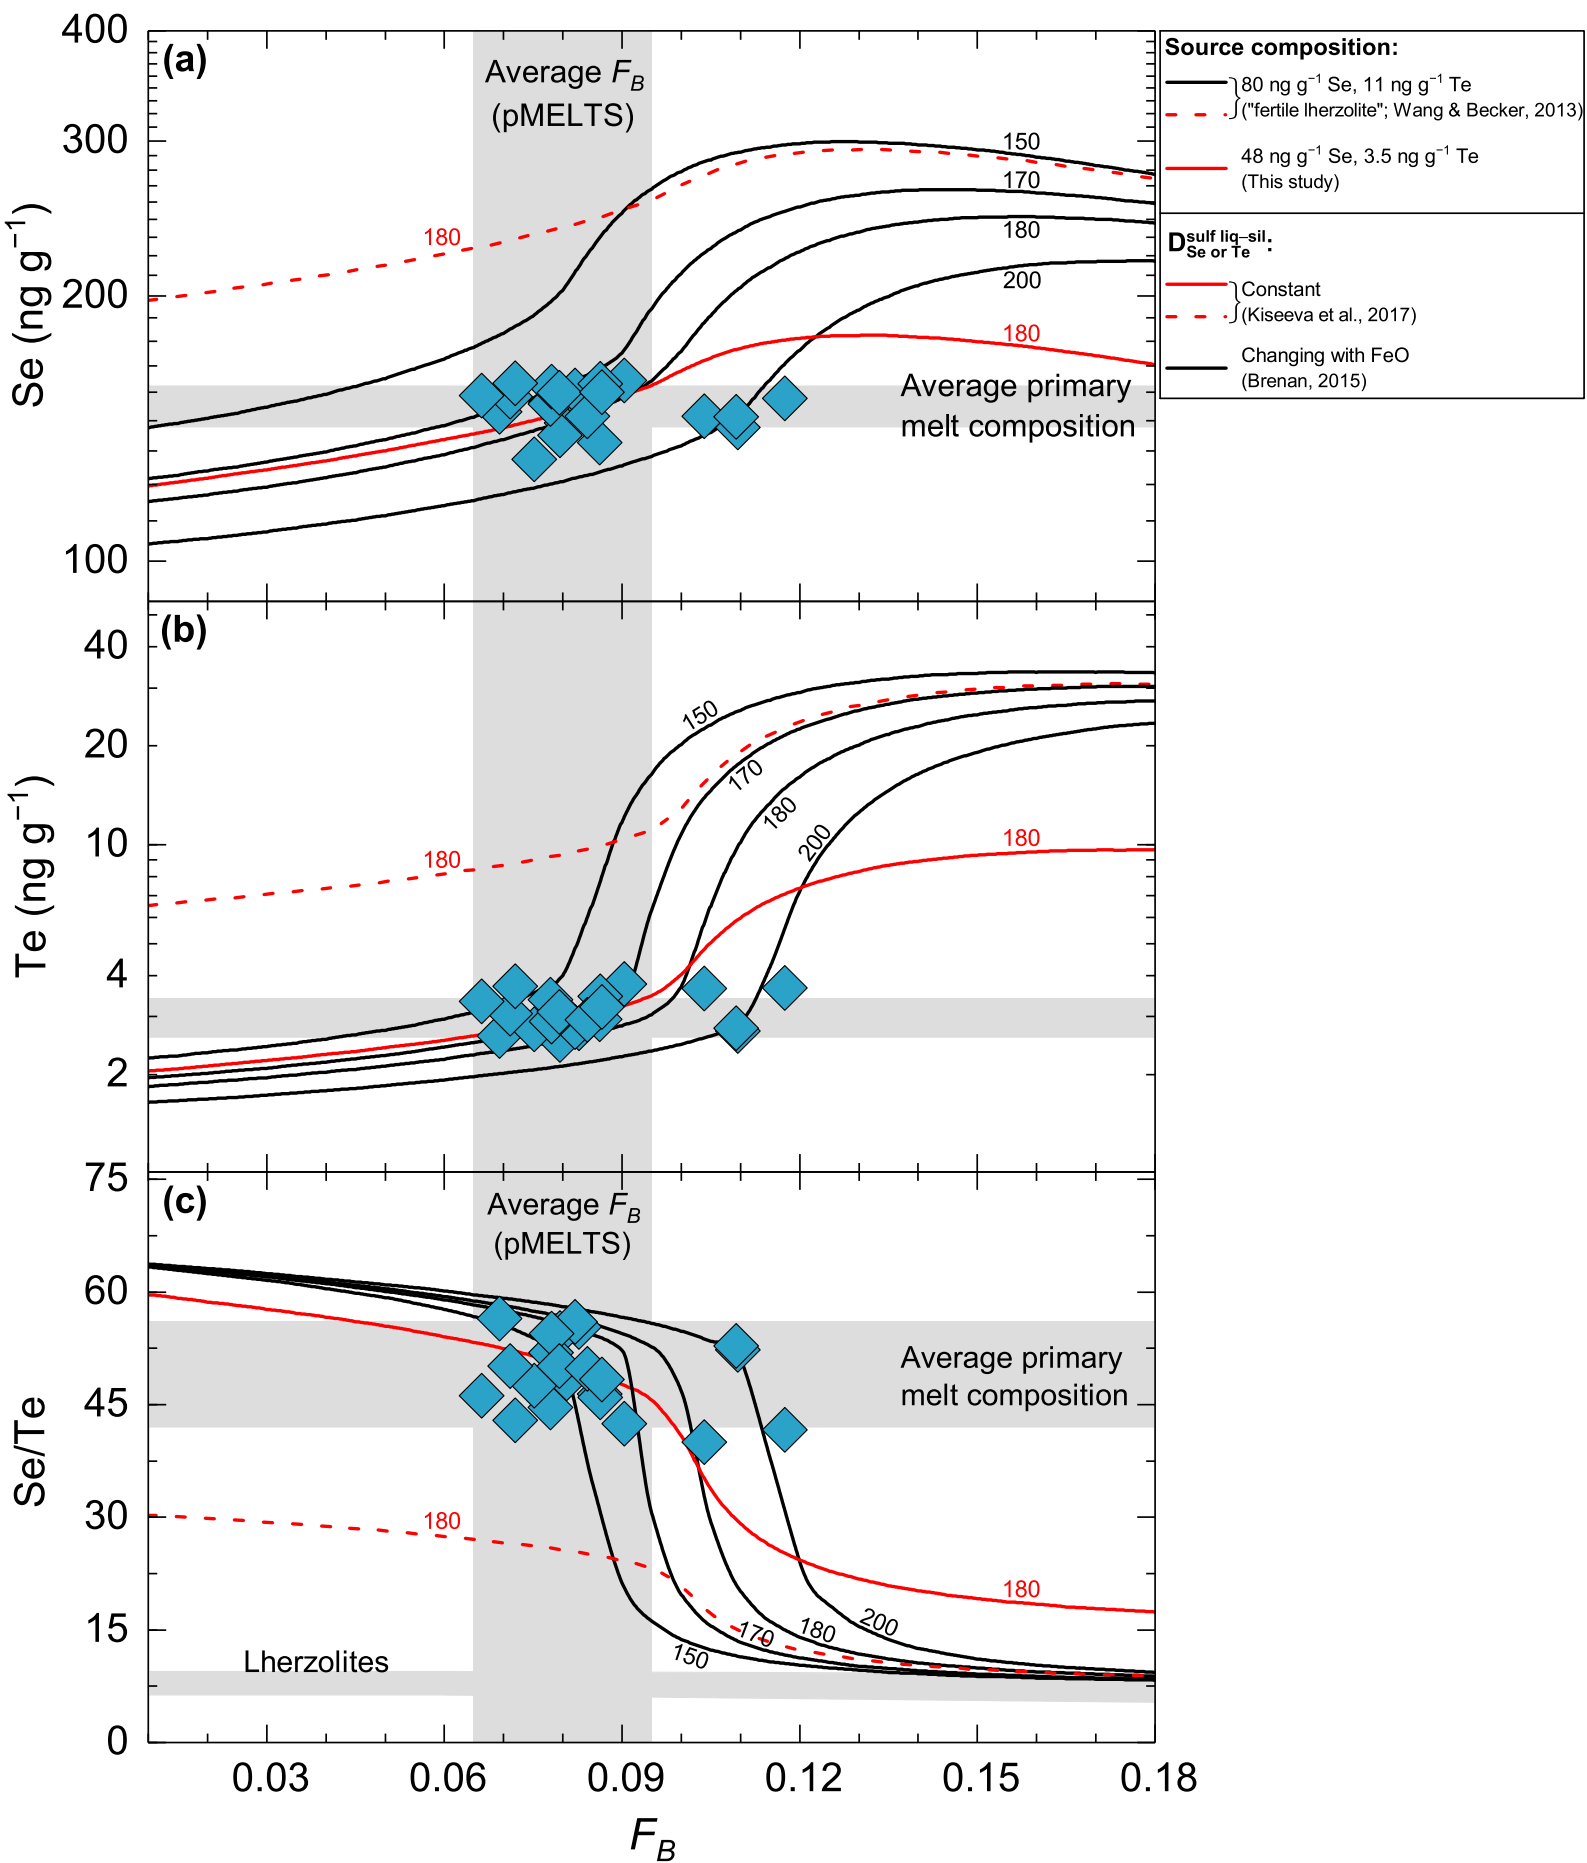 400
300
200
100
Se (ng g⁻¹)
(a)
Average F_B
(pMELTS)
150
170
180
200
180
180
Average primary
melt composition
Source composition:
80 ng g⁻¹ Se, 11 ng g⁻¹ Te
("fertile lherzolite"; Wang & Becker, 2013)
48 ng g⁻¹ Se, 3.5 ng g⁻¹ Te
(This study)
D sulf liq–sil Se or Te:
Constant
(Kiseeva et al., 2017)
Changing with FeO
(Brenan, 2015)
40
20
10
4
2
Te (ng g⁻¹)
(b)
150
170
180
200
180
180
75
60
45
30
15
0
Se/Te
(c)
Average F_B
(pMELTS)
Average primary
melt composition
180
180
200
180
170
150
Lherzolites
0.03 0.06 0.09 0.12 0.15 0.18
F_B